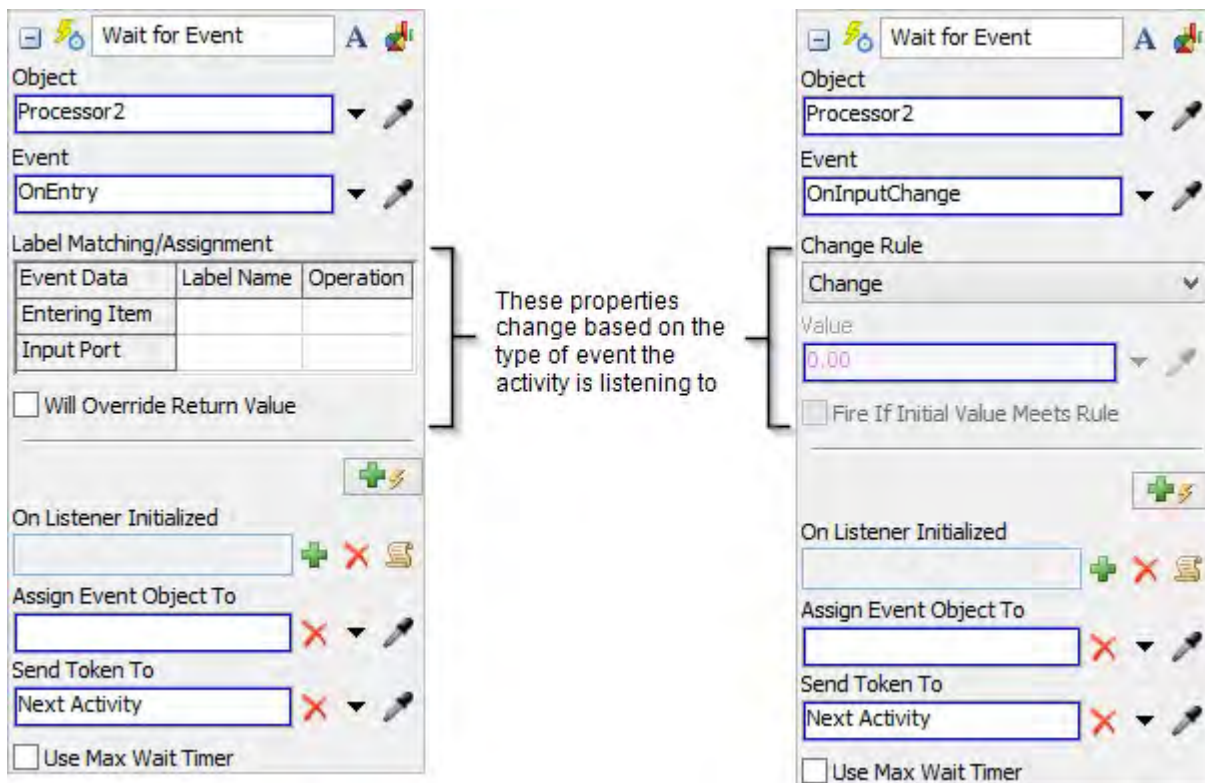 Wait for Event
A
Object
Processor2
Event
OnEntry
Label Matching/Assignment
Event Data Label Name Operation
Entering Item
Input Port
Will Override Return Value
On Listener Initialized
Assign Event Object To
Send Token To
Next Activity
Use Max Wait Timer
These properties
change based on the
type of event the
activity is listening to
Wait for Event
A
Object
Processor2
Event
OnInputChange
Change Rule
Change
Value
0.00
Fire If Initial Value Meets Rule
On Listener Initialized
Assign Event Object To
Send Token To
Next Activity
Use Max Wait Timer